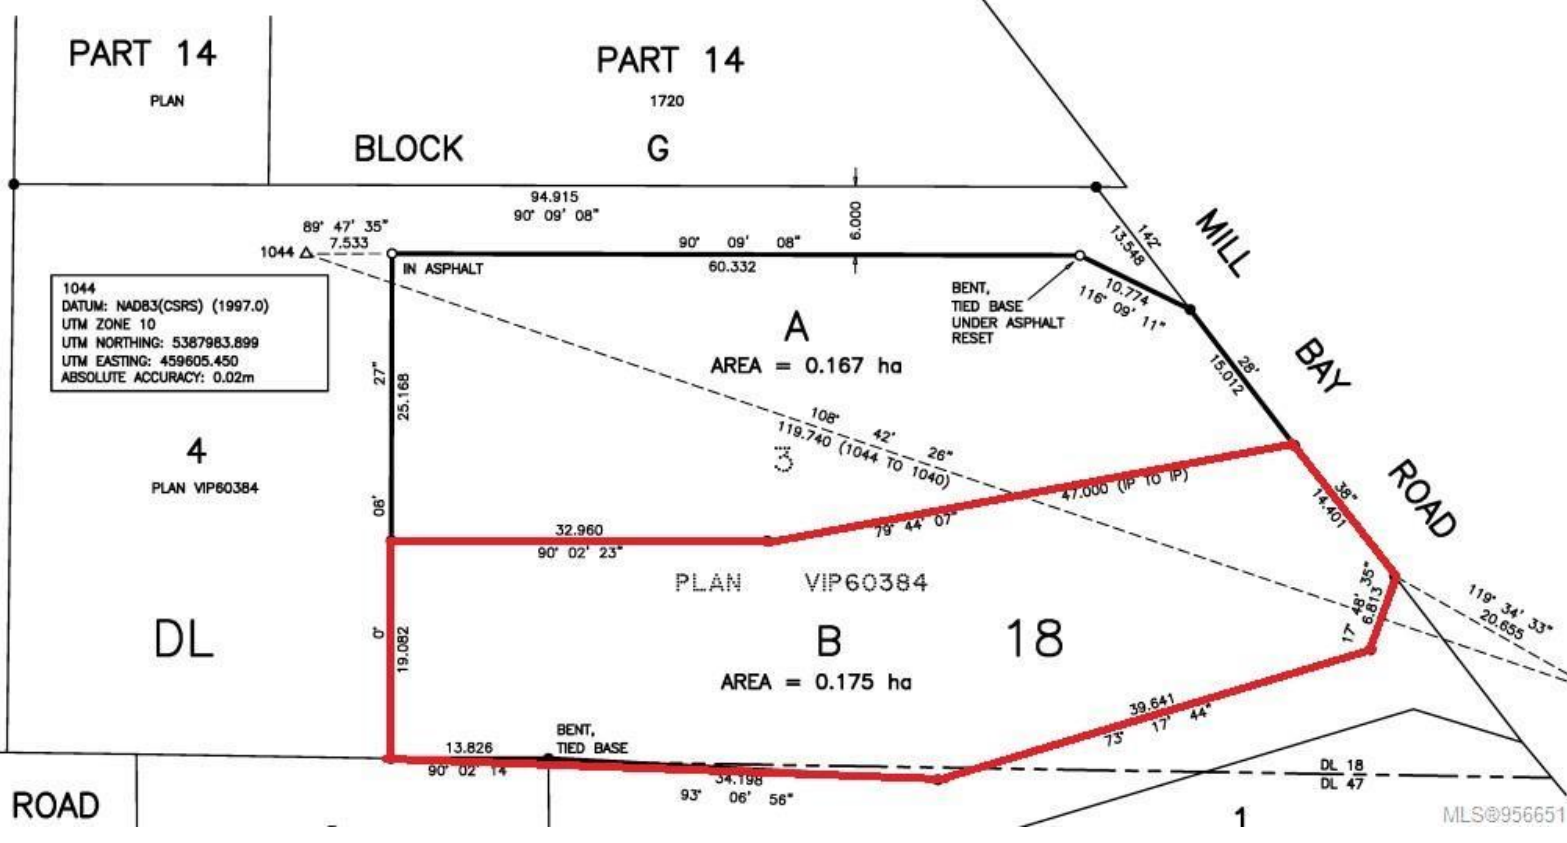 PART 14
PLAN
PART 14
1720
BLOCK G
94.915
90° 09' 08"
6.000
142'
13.548
MILL
BAY
ROAD
89° 47' 35"
7.533
1044
IN ASPHALT
90° 09' 08"
60.332
BENT,
TIED BASE
UNDER ASPHALT
RESET
10.774
116° 09' 11"
1044
DATUM: NAD83(CSRS) (1997.0)
UTM ZONE 10
UTM NORTHING: 5387983.899
UTM EASTING: 459605.450
ABSOLUTE ACCURACY: 0.02m
A
AREA = 0.167 ha
28'
15.012
27"
25.168
06'
108° 42' 26"
119.740 (1044 TO 1040)
3
4
PLAN VIP60384
47.000 (IP TO IP)
79° 44' 07"
38"
14.401
32.960
90° 02' 23"
PLAN VIP60384
17° 48' 35"
6.813
119° 34' 33"
20.655
DL
0°
19.082
B
18
AREA = 0.175 ha
39.641
73° 17' 44"
BENT,
TIED BASE
13.826
90° 02' 14
34.198
93° 06' 56"
DL 18
DL 47
ROAD
1
MLS®956651